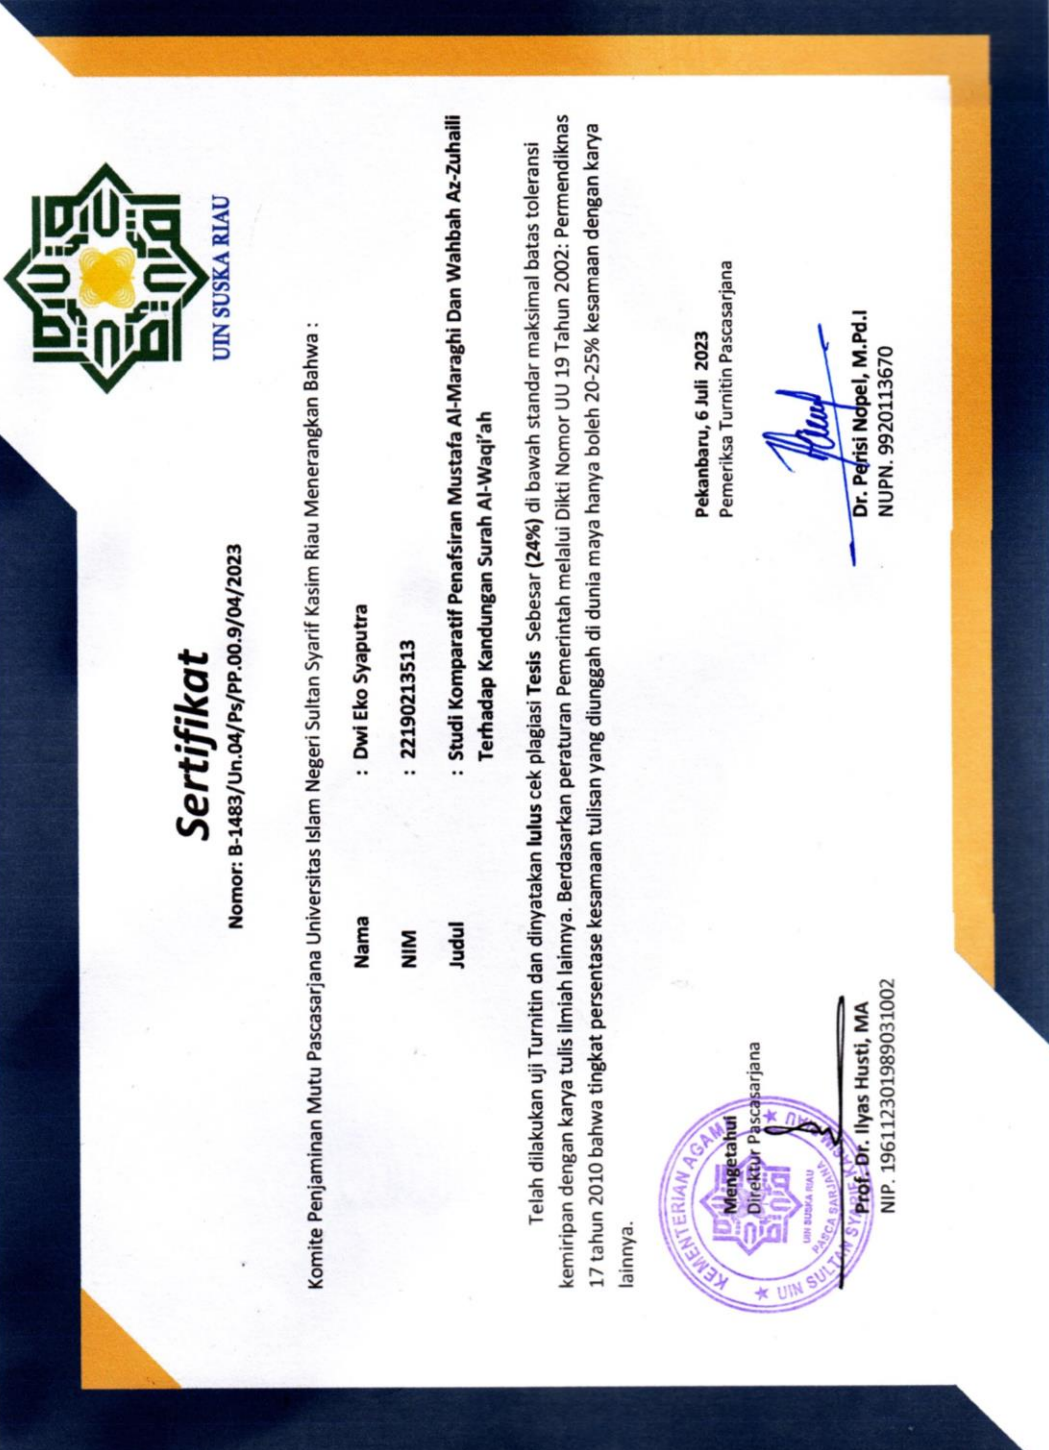 UIN SUSKA RIAU
Sertifikat
Nomor: B-1483/Un.04/Ps/PP.00.9/04/2023
Komite Penjaminan Mutu Pascasarjana Universitas Islam Negeri Sultan Syarif Kasim Riau Menerangkan Bahwa :
Nama : Dwi Eko Syaputra
NIM : 22190213513
Judul : Studi Komparatif Penafsiran Mustafa Al-Maraghi Dan Wahbah Az-Zuhaili
Terhadap Kandungan Surah Al-Waqi'ah
Telah dilakukan uji Turnitin dan dinyatakan lulus cek plagiasi Tesis Sebesar (24%) di bawah standar maksimal batas toleransi
kemiripan dengan karya tulis ilmiah lainnya. Berdasarkan peraturan Pemerintah melalui Dikti Nomor UU 19 Tahun 2002: Permendiknas
17 tahun 2010 bahwa tingkat persentase kesamaan tulisan yang diunggah di dunia maya hanya boleh 20-25% kesamaan dengan karya
lainnya.
Pekanbaru, 6 Juli 2023
Pemeriksa Turnitin Pascasarjana
Dr. Perisi Nopel, M.Pd.I
NUPN. 9920113670
Mengetahui
Direktur Pascasarjana
Prof. Dr. Ilyas Husti, MA
NIP. 196112301989031002
KEMENTERIAN AGAMA
UIN SUSKA RIAU
PASCA SARJANA
UIN SULTAN SYARIF KASIM RIAU